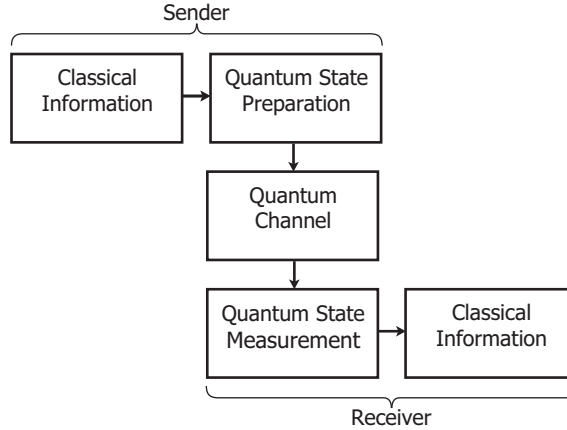 Sender
Classical
Information
Quantum State
Preparation
Quantum
Channel
Quantum State
Measurement
Classical
Information
Receiver